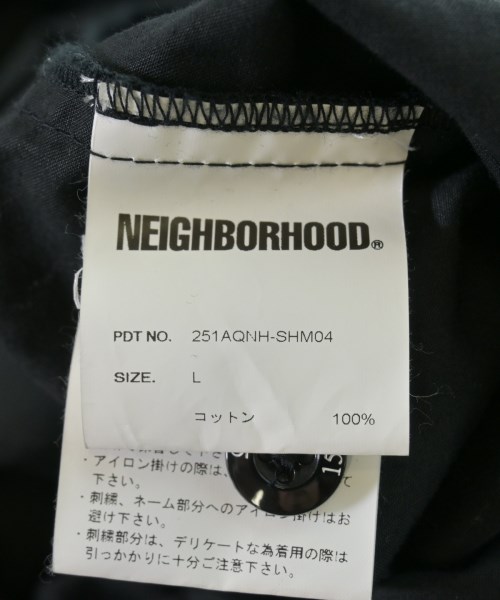 NEIGHBORHOOD®
PDT NO. 251AQNH-SHM04
SIZE. L
コットン 100%
・アイロン掛けの際は、 て
下さい。
・刺繍、ネーム部分へのアイロン掛けはお
避け下さい。
・刺繍部分は、デリケートな為着用の際は
引っかかりに十分ご注意下さい。
15